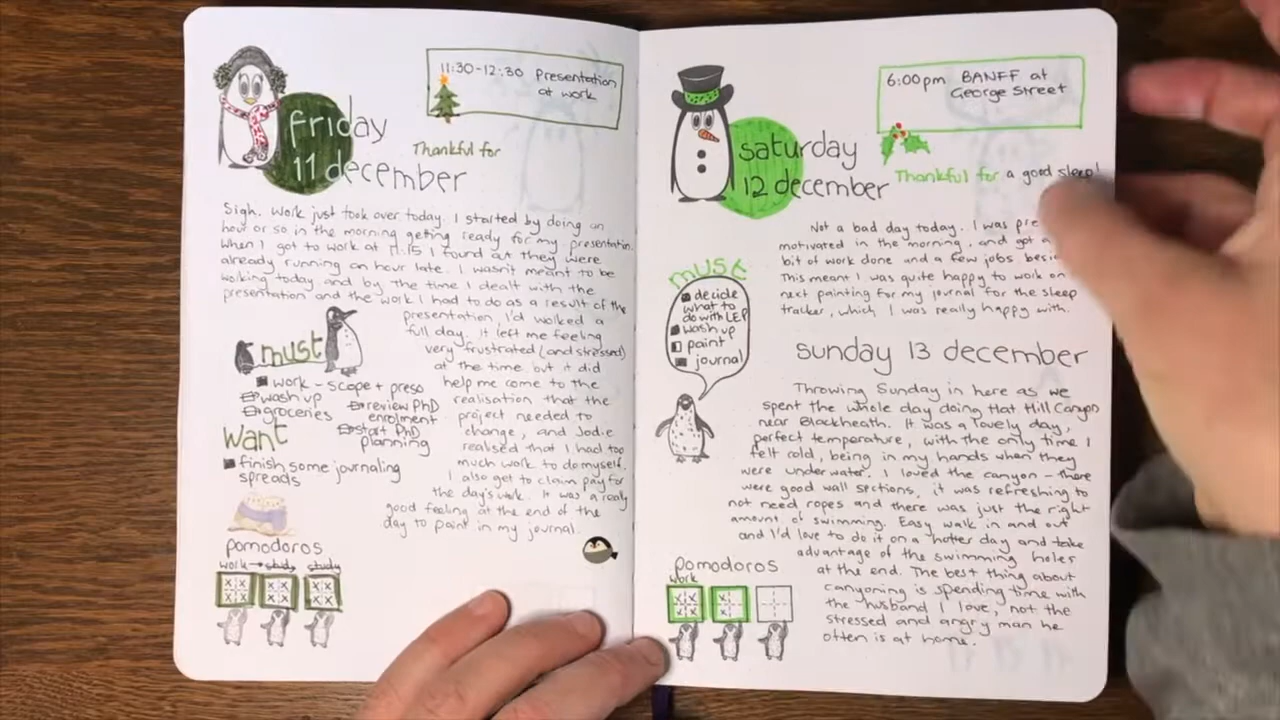 11:30-12:30 Presentation
at work
friday
11 december
Thankful for
Sigh. Work just took over today. I started by doing an
hour or so in the morning getting ready for my presentation.
When I got to work at 11:15 I found out they were
already running an hour late. I wasn't meant to be
working today and by the time I dealt with the
presentation and the work I had to do as a result of the
presentation, I'd worked a
full day. It left me feeling
very frustrated (and stressed)
at the time but it did
help me come to the
realisation that the
project needed to
change, and Jodie
realised that I had too
much work to do myself.
I also get to claim pay for
the day's work. It was a really
good feeling at the end of the
day to paint in my journal.
must
work - scope + preso
wash up
groceries
review PhD
enrolment
start PhD
planning
want
finish some journaling
spreads
pomodoros
work → study study
6:00pm BANFF at
George Street
saturday
12 december
Thankful for a good sleep!
Not a bad day today. I was
motivated in the morning, and got a
bit of work done and a few jobs
This meant I was quite happy to work on
next painting for my journal for the sleep
tracker, which I was really happy with.
must
decide
what to
do with LEP
wash up
paint
journal
sunday 13 december
Throwing Sunday in here as we
spent the whole day doing Hat Hill Canyon
near Blackheath. It was a lovely day,
perfect temperature, with the only time I
felt cold, being in my hands when they
were underwater. I loved the canyon - there
were good wall sections, it was refreshing to
not need ropes and there was just the right
amount of swimming. Easy walk in and out
and I'd love to do it on a hotter day and take
advantage of the swimming holes
at the end. The best thing about
canyoning is spending time with
the husband I love, not the
stressed and angry man he
often is at home.
pomodoros
work